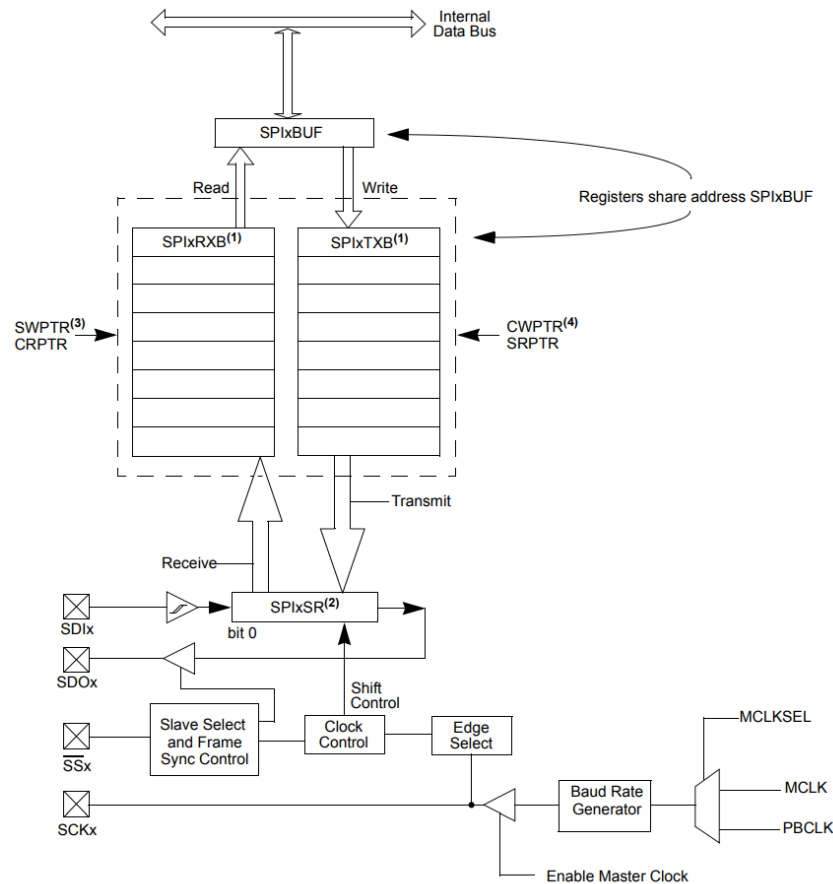 Internal
Data Bus
SPIxBUF
Read
Write
Registers share address SPIxBUF
SPIxRXB(1)
SPIxTXB(1)
SWPTR(3)
CRPTR
CWPTR(4)
SRPTR
Transmit
Receive
SPIxSR(2)
SDIx
bit 0
SDOx
Shift
Control
MCLKSEL
Slave Select
and Frame
Sync Control
Clock
Control
Edge
Select
SSx
Baud Rate
Generator
MCLK
PBCLK
SCKx
Enable Master Clock